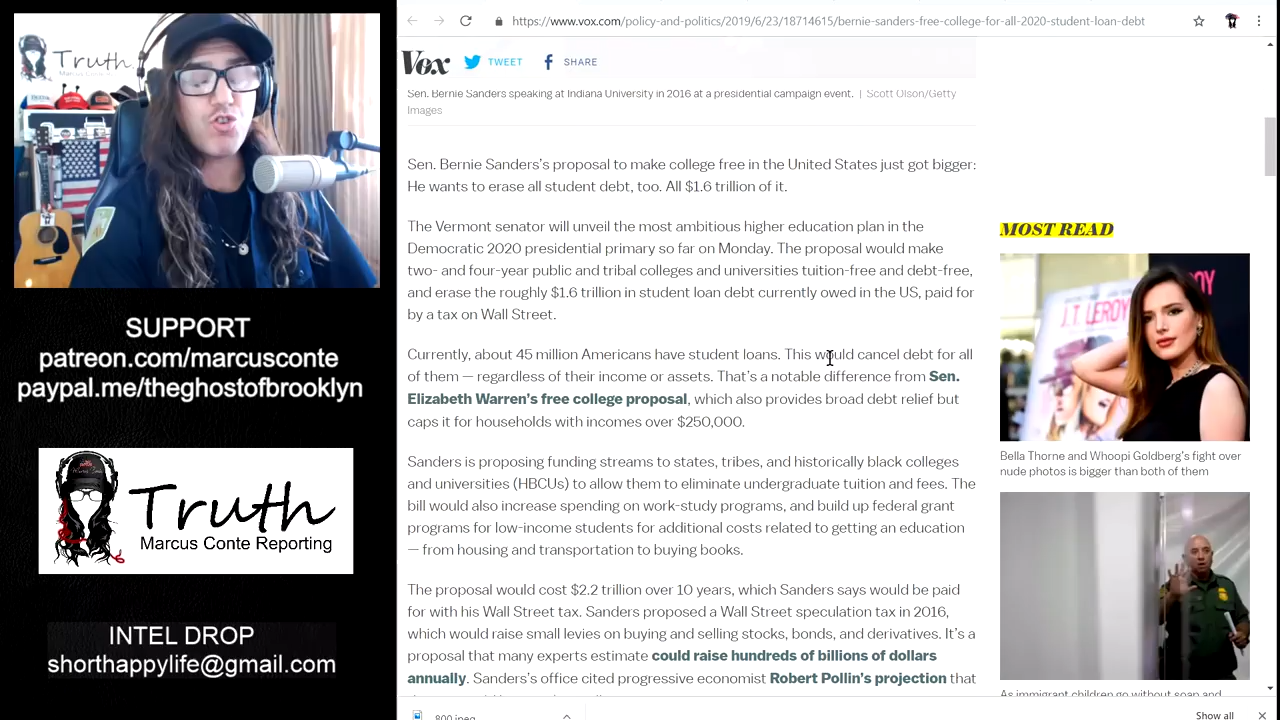 Truth
Marcus Conte
SUPPORT
patreon.com/marcusconte
paypal.me/theghostofbrooklyn
Truth
Marcus Conte Reporting
INTEL DROP
shorthappylife@gmail.com
https://www.vox.com/policy-and-politics/2019/6/23/18714615/bernie-sanders-free-college-for-all-2020-student-loan-debt
Vox TWEET SHARE
Sen. Bernie Sanders speaking at Indiana University in 2016 at a presidential campaign event. | Scott Olson/Getty
Images
Sen. Bernie Sanders’s proposal to make college free in the United States just got bigger:
He wants to erase all student debt, too. All $1.6 trillion of it.
The Vermont senator will unveil the most ambitious higher education plan in the
Democratic 2020 presidential primary so far on Monday. The proposal would make
two- and four-year public and tribal colleges and universities tuition-free and debt-free,
and erase the roughly $1.6 trillion in student loan debt currently owed in the US, paid for
by a tax on Wall Street.
Currently, about 45 million Americans have student loans. This would cancel debt for all
of them — regardless of their income or assets. That’s a notable difference from Sen.
Elizabeth Warren’s free college proposal, which also provides broad debt relief but
caps it for households with incomes over $250,000.
Sanders is proposing funding streams to states, tribes, and historically black colleges
and universities (HBCUs) to allow them to eliminate undergraduate tuition and fees. The
bill would also increase spending on work-study programs, and build up federal grant
programs for low-income students for additional costs related to getting an education
— from housing and transportation to buying books.
The proposal would cost $2.2 trillion over 10 years, which Sanders says would be paid
for with his Wall Street tax. Sanders proposed a Wall Street speculation tax in 2016,
which would raise small levies on buying and selling stocks, bonds, and derivatives. It’s a
proposal that many experts estimate could raise hundreds of billions of dollars
annually. Sanders’s office cited progressive economist Robert Pollin’s projection that
MOST READ
J.T. LEROY
Bella Thorne and Whoopi Goldberg’s fight over
nude photos is bigger than both of them
As immigrant children go without soap and
800.jpeg
Show all